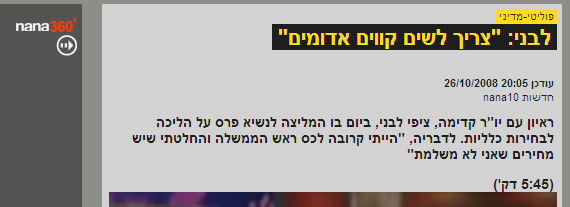 nana360°
פוליטי-מדיני
לבני: "צריך לשים קווים אדומים"
עודכן 20:05 26/10/2008
חדשות nana10
ראיון עם יו"ר קדימה, ציפי לבני, ביום בו המליצה לנשיא פרס על הליכה
לבחירות כלליות. לדבריה, "הייתי קרובה לכס ראש הממשלה והחלטתי שיש
מחירים שאני לא משלמת"
(5:45 דק')